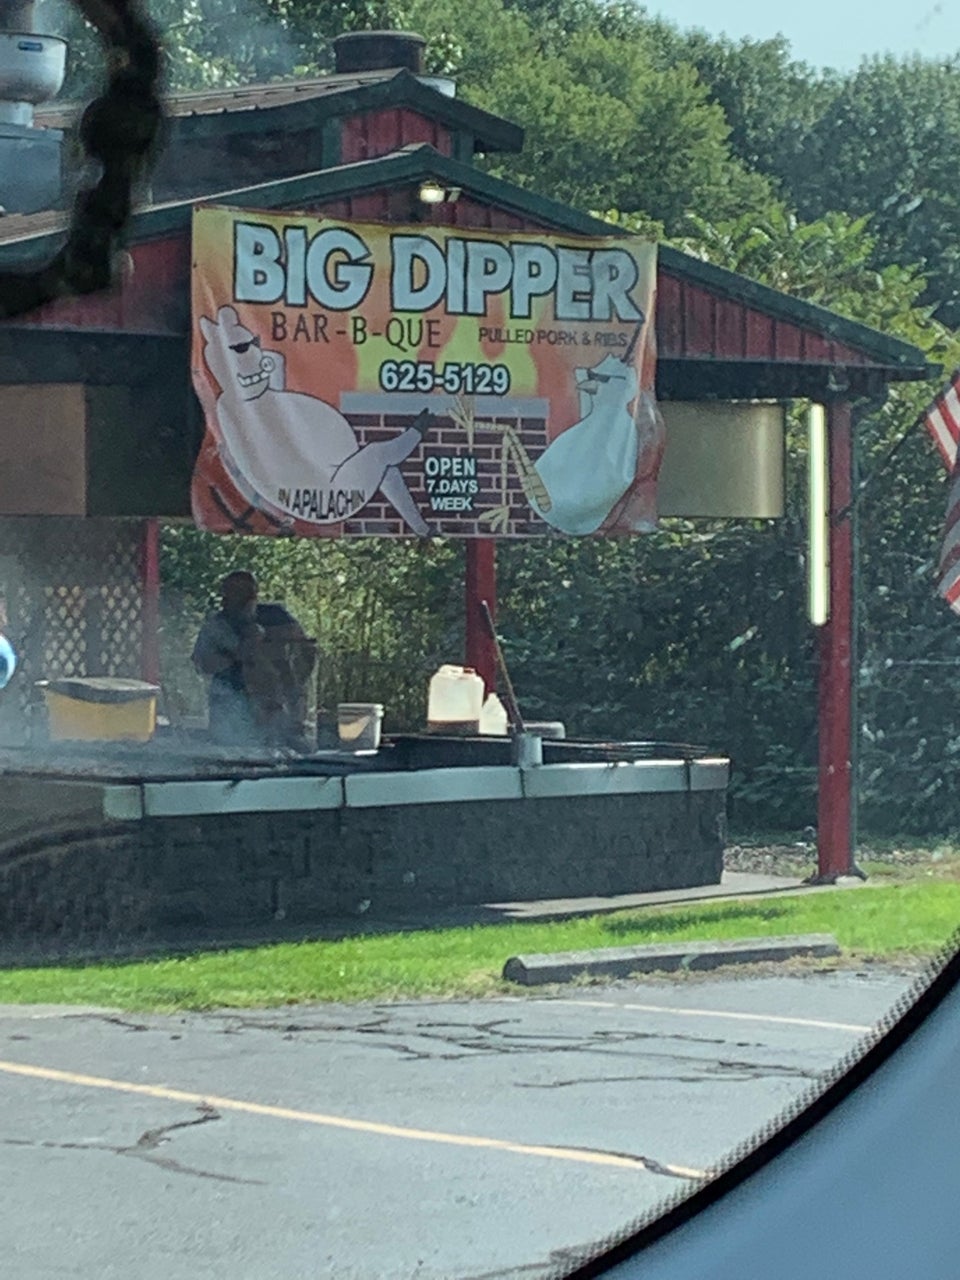 BIG DIPPER
BAR-B-QUE PULLED PORK & RIBS
625-5129
OPEN
7.DAYS
WEEK
IN APALACHIN